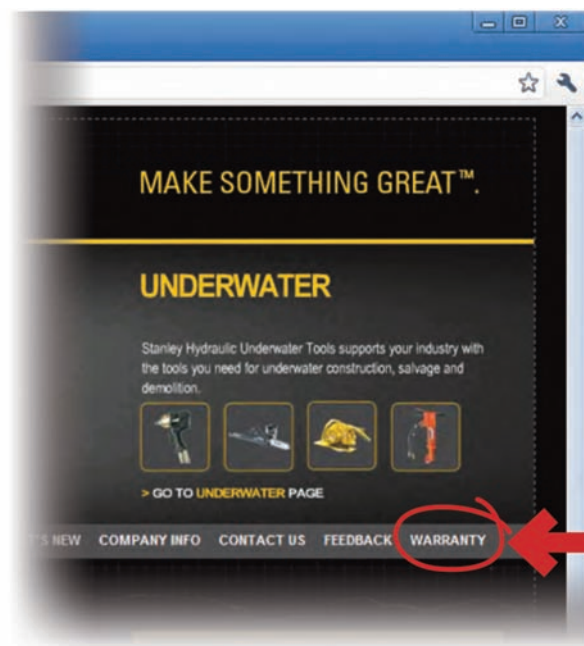 MAKE SOMETHING GREAT™.
UNDERWATER
Stanley Hydraulic Underwater Tools supports your industry with
the tools you need for underwater construction, salvage and
demolition.
> GO TO UNDERWATER PAGE
NEW COMPANY INFO CONTACT US FEEDBACK WARRANTY